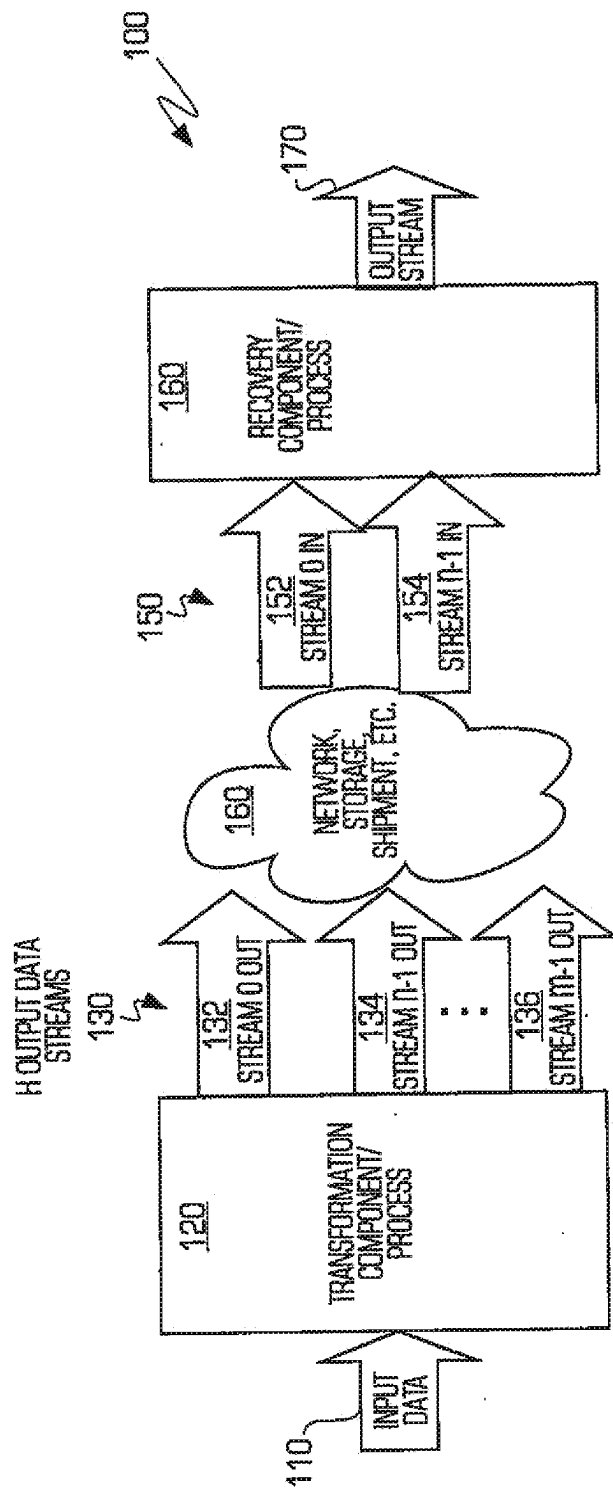 100
H OUTPUT DATA
STREAMS
130
110
INPUT
DATA
120
TRANSFORMATION
COMPONENT/
PROCESS
132
STREAM 0 OUT
134
STREAM n-1 OUT
...
136
STREAM m-1 OUT
160
NETWORK,
STORAGE,
SHIPMENT, ETC.
150
152
STREAM 0 IN
154
STREAM n-1 IN
160
RECOVERY
COMPONENT/
PROCESS
170
OUTPUT
STREAM